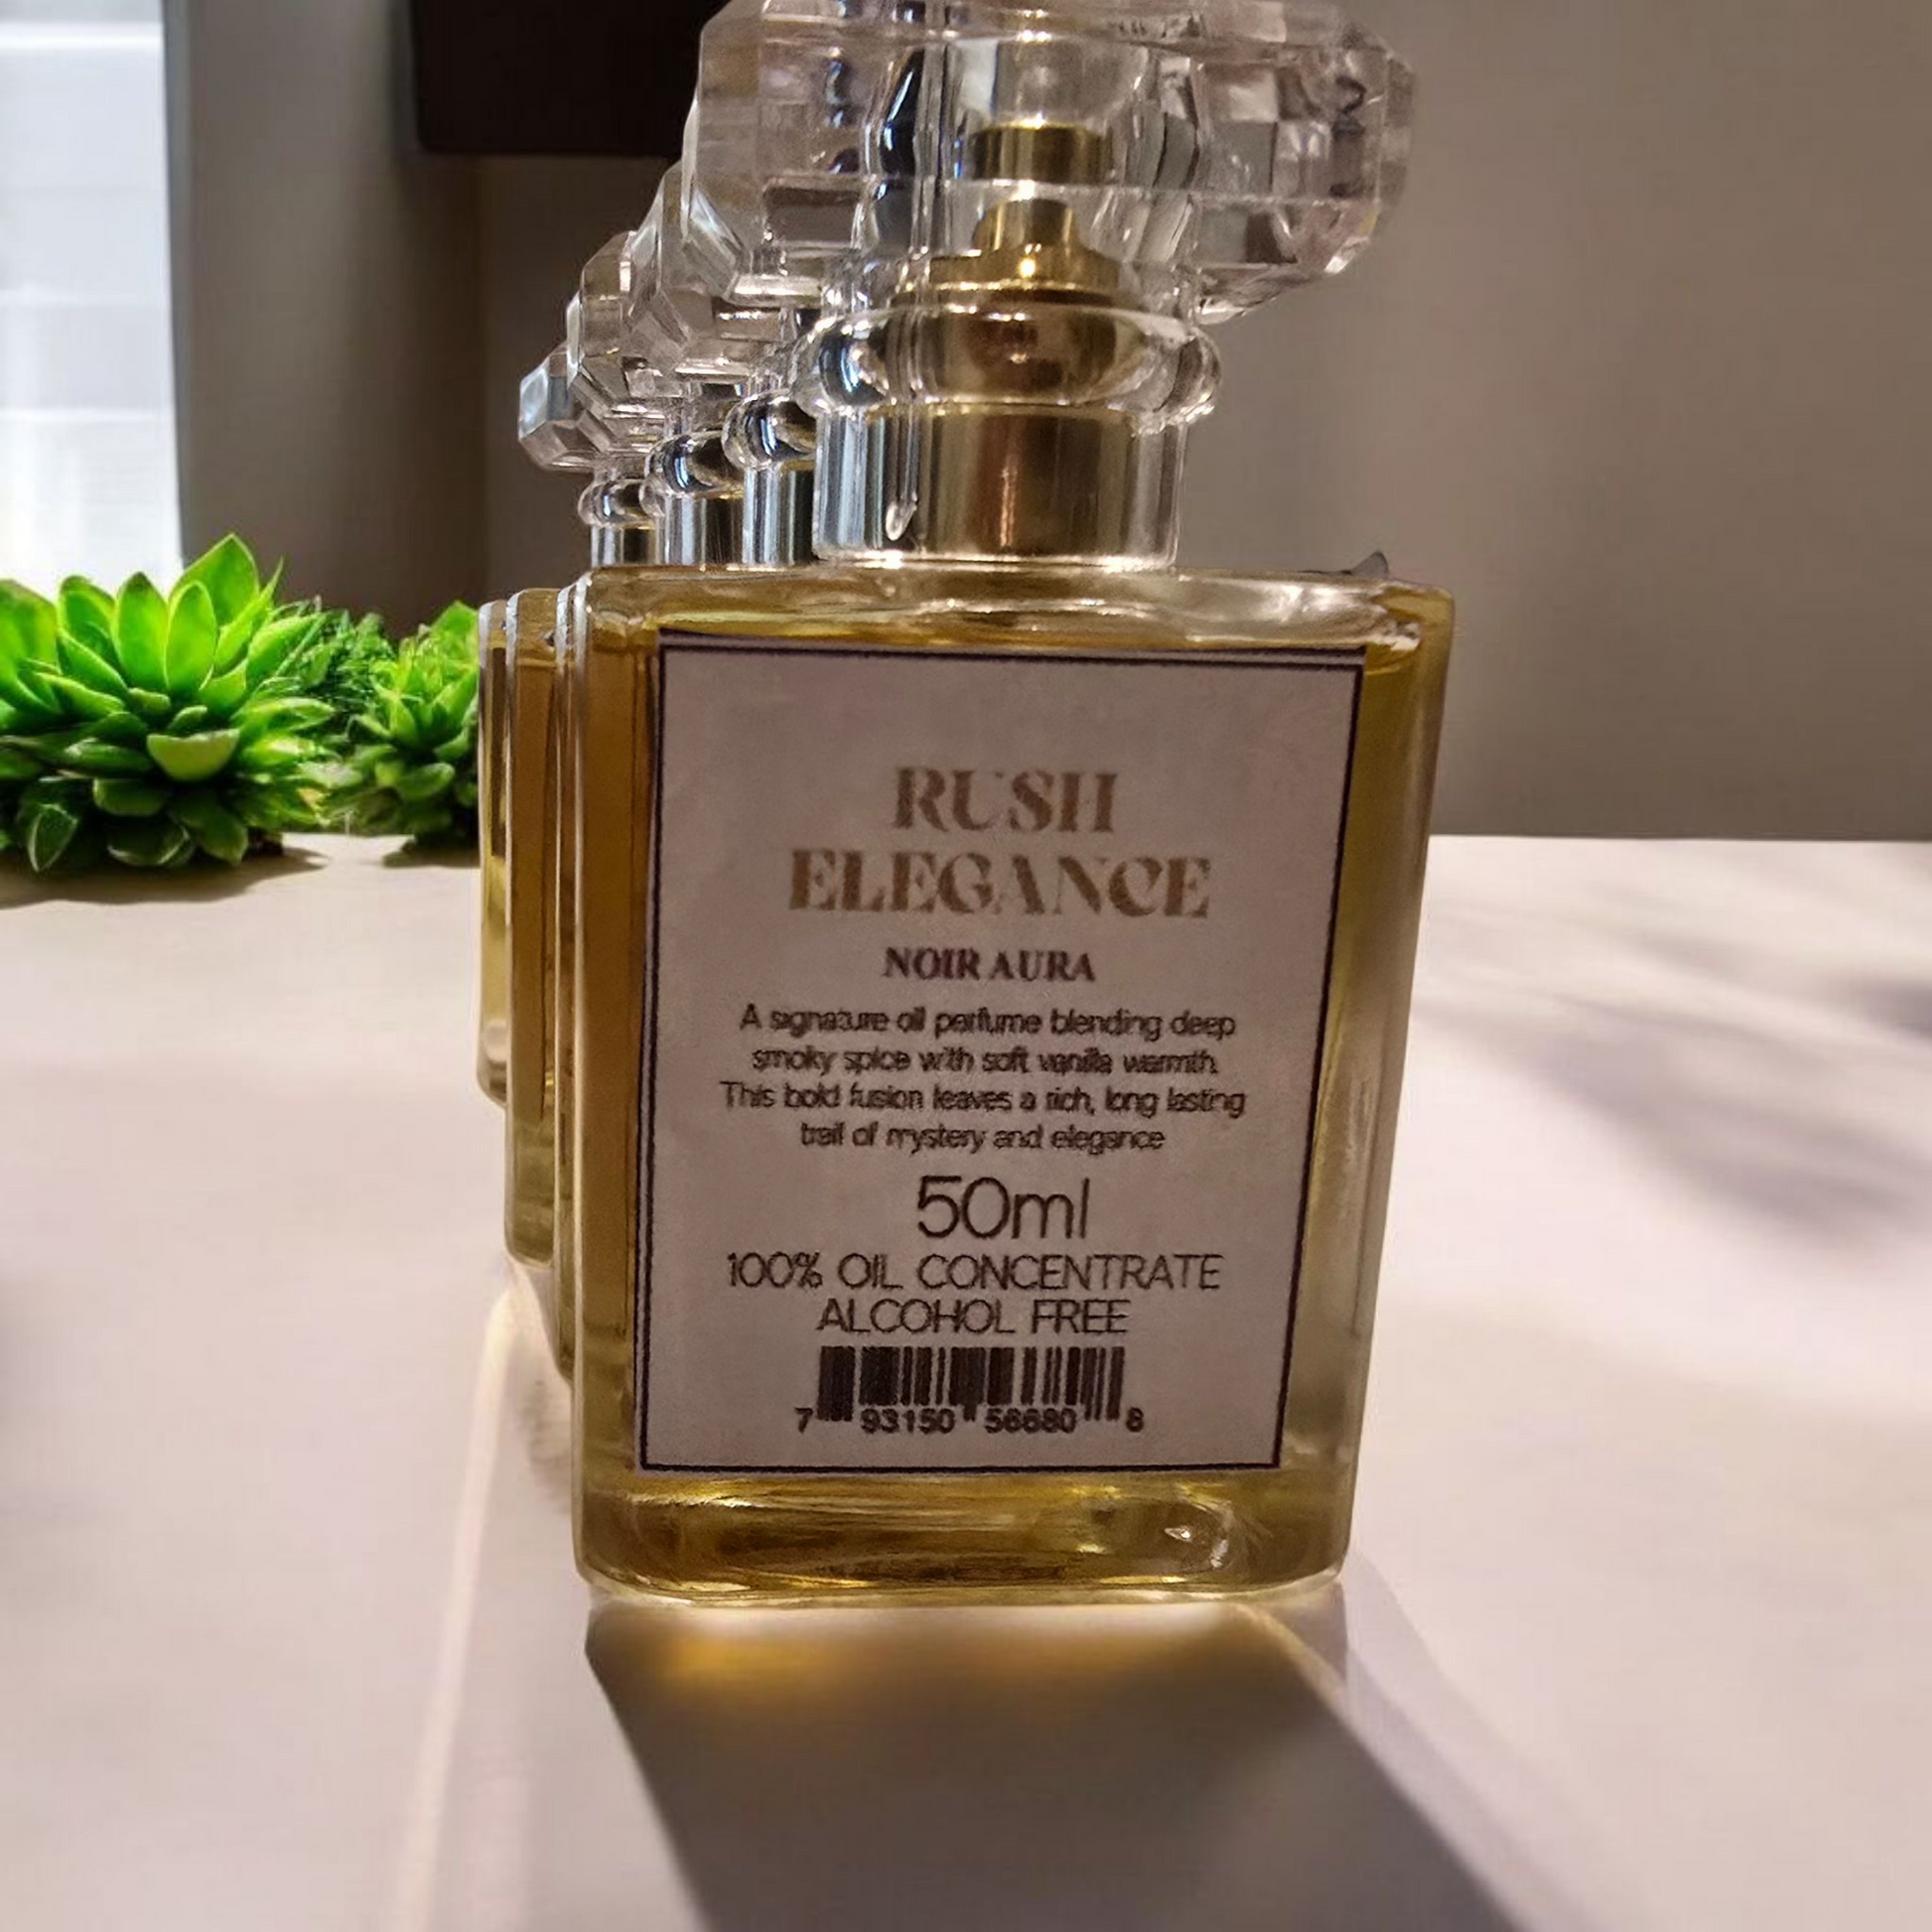 RUSH
ELEGANCE
NOIR AURA
A signature oil perfume blending deep
smoky spice with soft vanilla warmth.
This bold fusion leaves a rich, long lasting
trail of mystery and elegance
50ml
100% OIL CONCENTRATE
ALCOHOL FREE
7 93150 56680 8